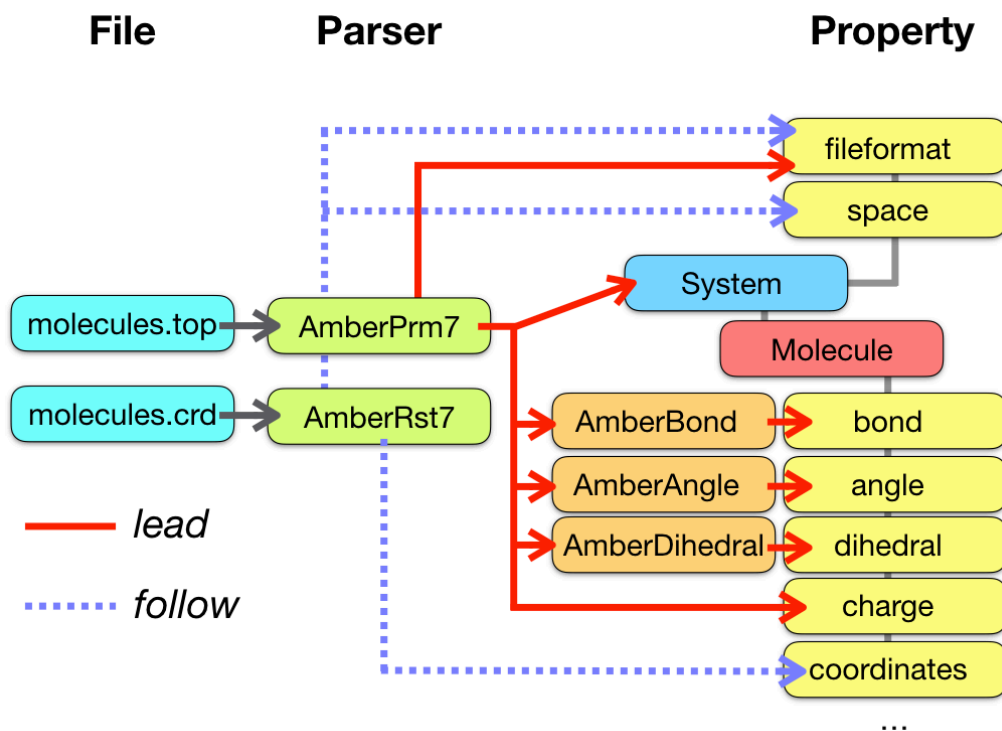 File Parser Property
fileformat
space
System
molecules.top AmberPrm7
Molecule
molecules.crd AmberRst7
AmberBond bond
AmberAngle angle
lead
AmberDihedral dihedral
follow
charge
coordinates
...